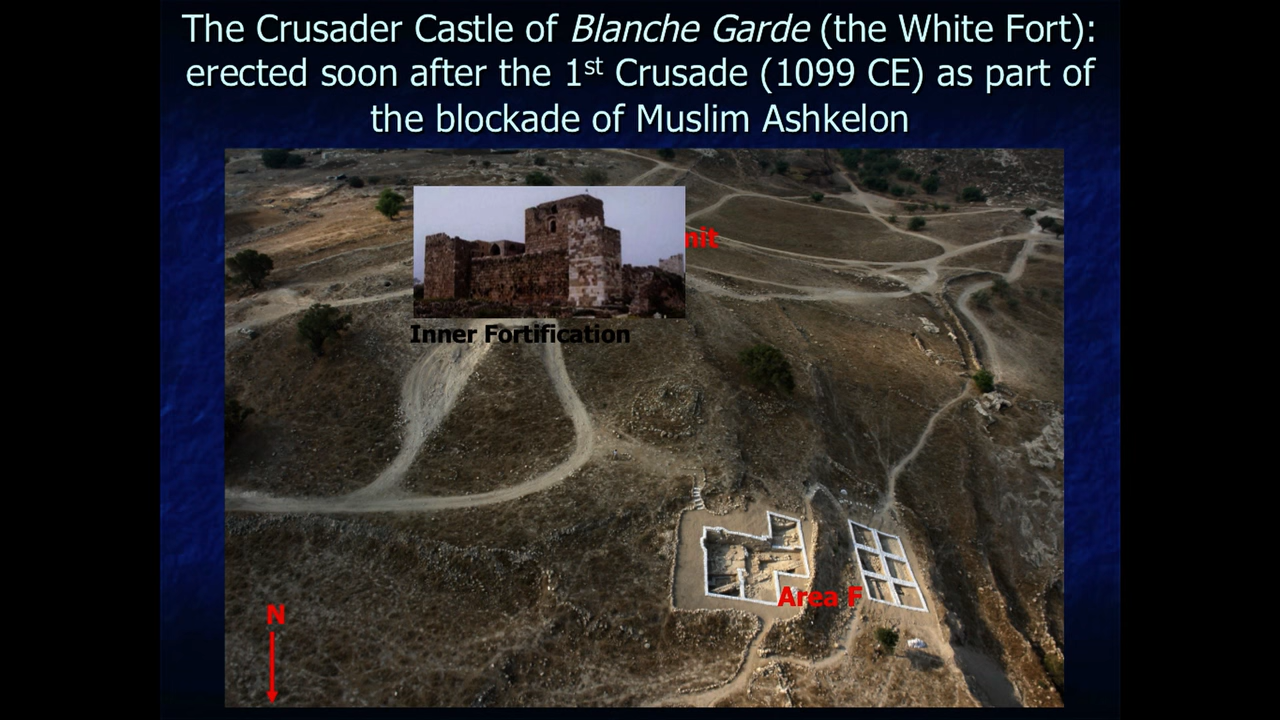 The Crusader Castle of Blanche Garde (the White Fort):
erected soon after the 1st Crusade (1099 CE) as part of
the blockade of Muslim Ashkelon
Inner Fortification
Area F
N